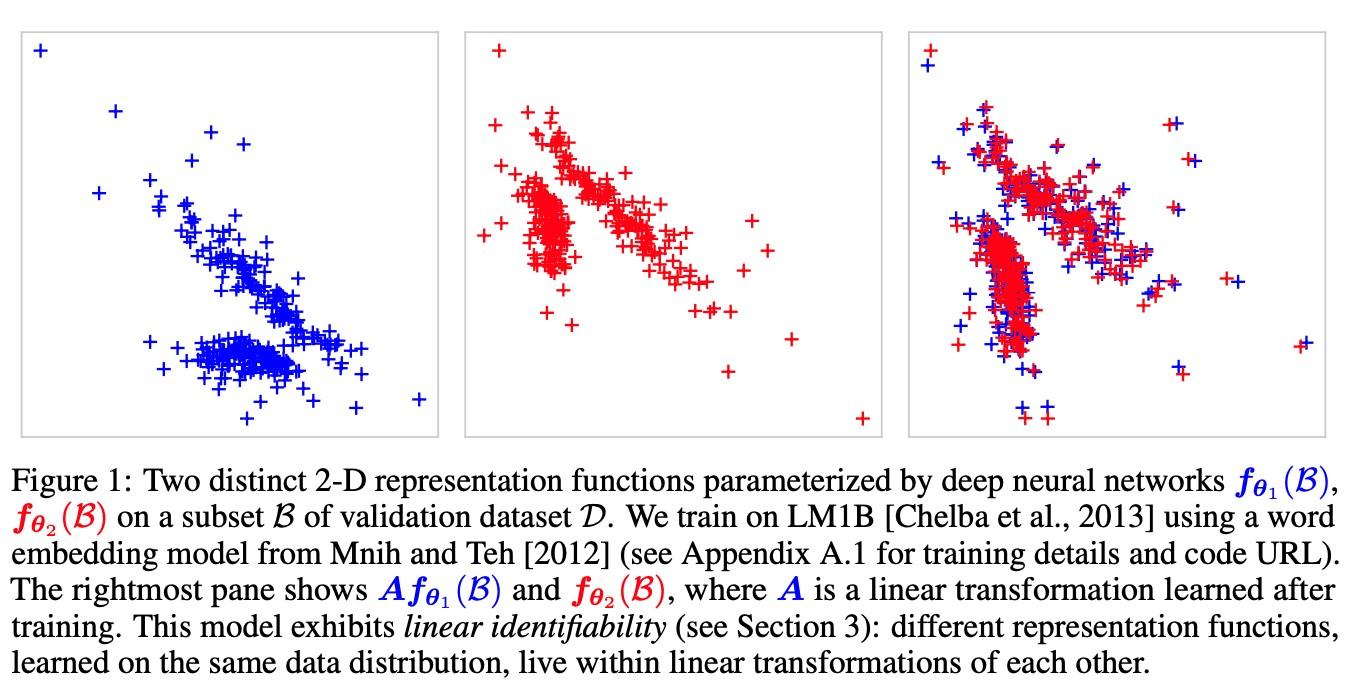 Figure 1: Two distinct 2-D representation functions parameterized by deep neural networks fθ₁(ℬ),
fθ₂(ℬ) on a subset ℬ of validation dataset 𝒟. We train on LM1B [Chelba et al., 2013] using a word
embedding model from Mnih and Teh [2012] (see Appendix A.1 for training details and code URL).
The rightmost pane shows Afθ₁(ℬ) and fθ₂(ℬ), where A is a linear transformation learned after
training. This model exhibits linear identifiability (see Section 3): different representation functions,
learned on the same data distribution, live within linear transformations of each other.